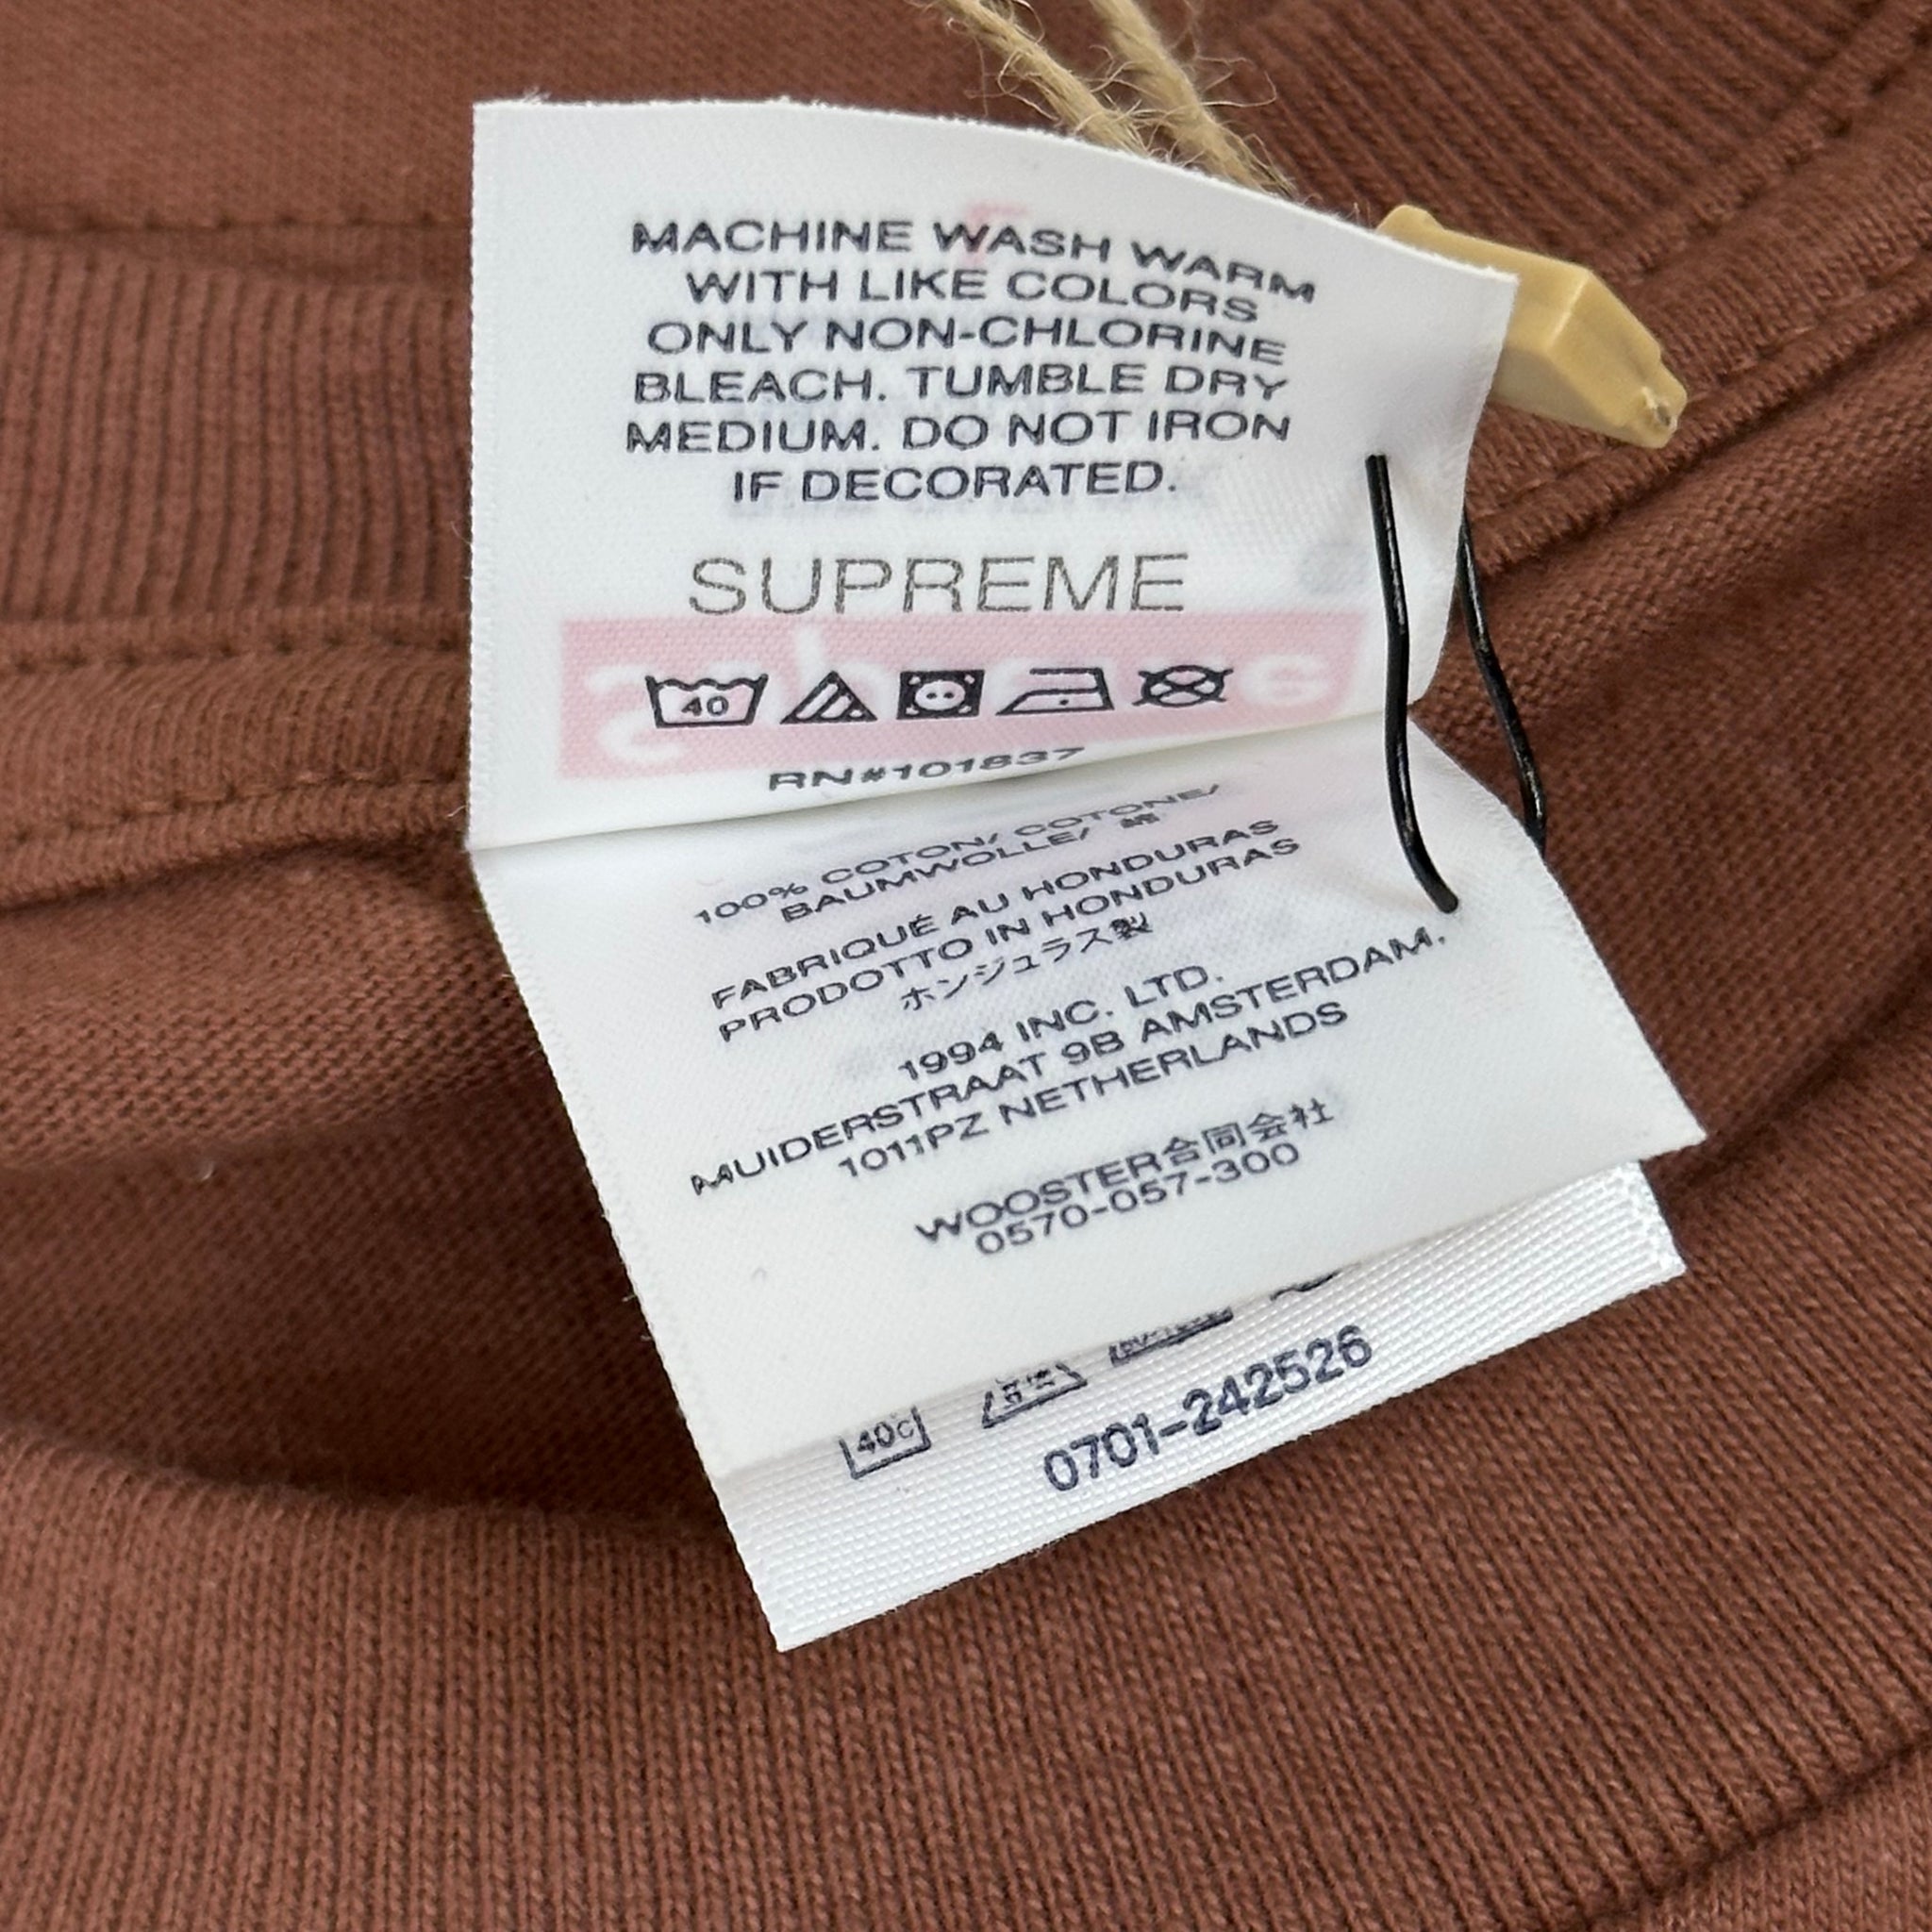 MACHINE WASH WARM
WITH LIKE COLORS
ONLY NON-CHLORINE
BLEACH. TUMBLE DRY
MEDIUM. DO NOT IRON
IF DECORATED.
SUPREME
40
RN#101837
100% COTON/ COTONE/
BAUMWOLLE/ 綿
FABRIQUÉ AU HONDURAS
PRODOTTO IN HONDURAS
ホンジュラス製
1994 INC. LTD.
MUIDERSTRAAT 9B AMSTERDAM,
1011PZ NETHERLANDS
WOOSTER合同会社
0570-057-300
40C
0701-242526